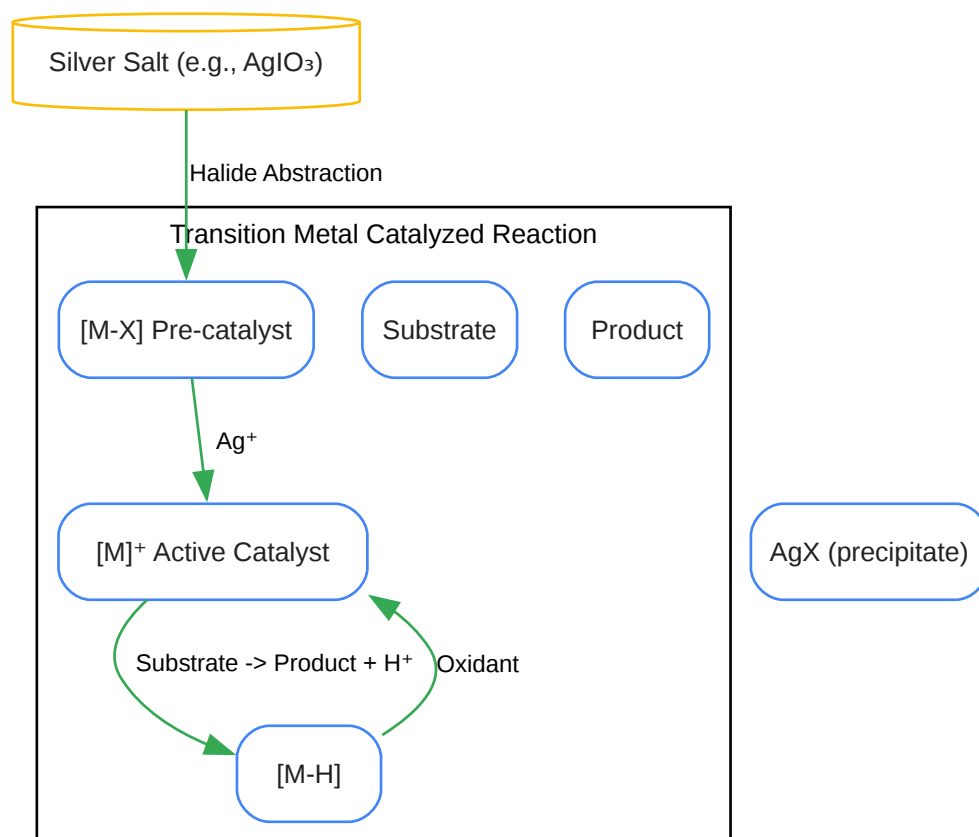 Silver Salt (e.g., AgIO₃)
Halide Abstraction
Transition Metal Catalyzed Reaction
[M-X] Pre-catalyst
Substrate
Product
Ag⁺
[M]⁺ Active Catalyst
AgX (precipitate)
Substrate -> Product + H⁺
Oxidant
[M-H]